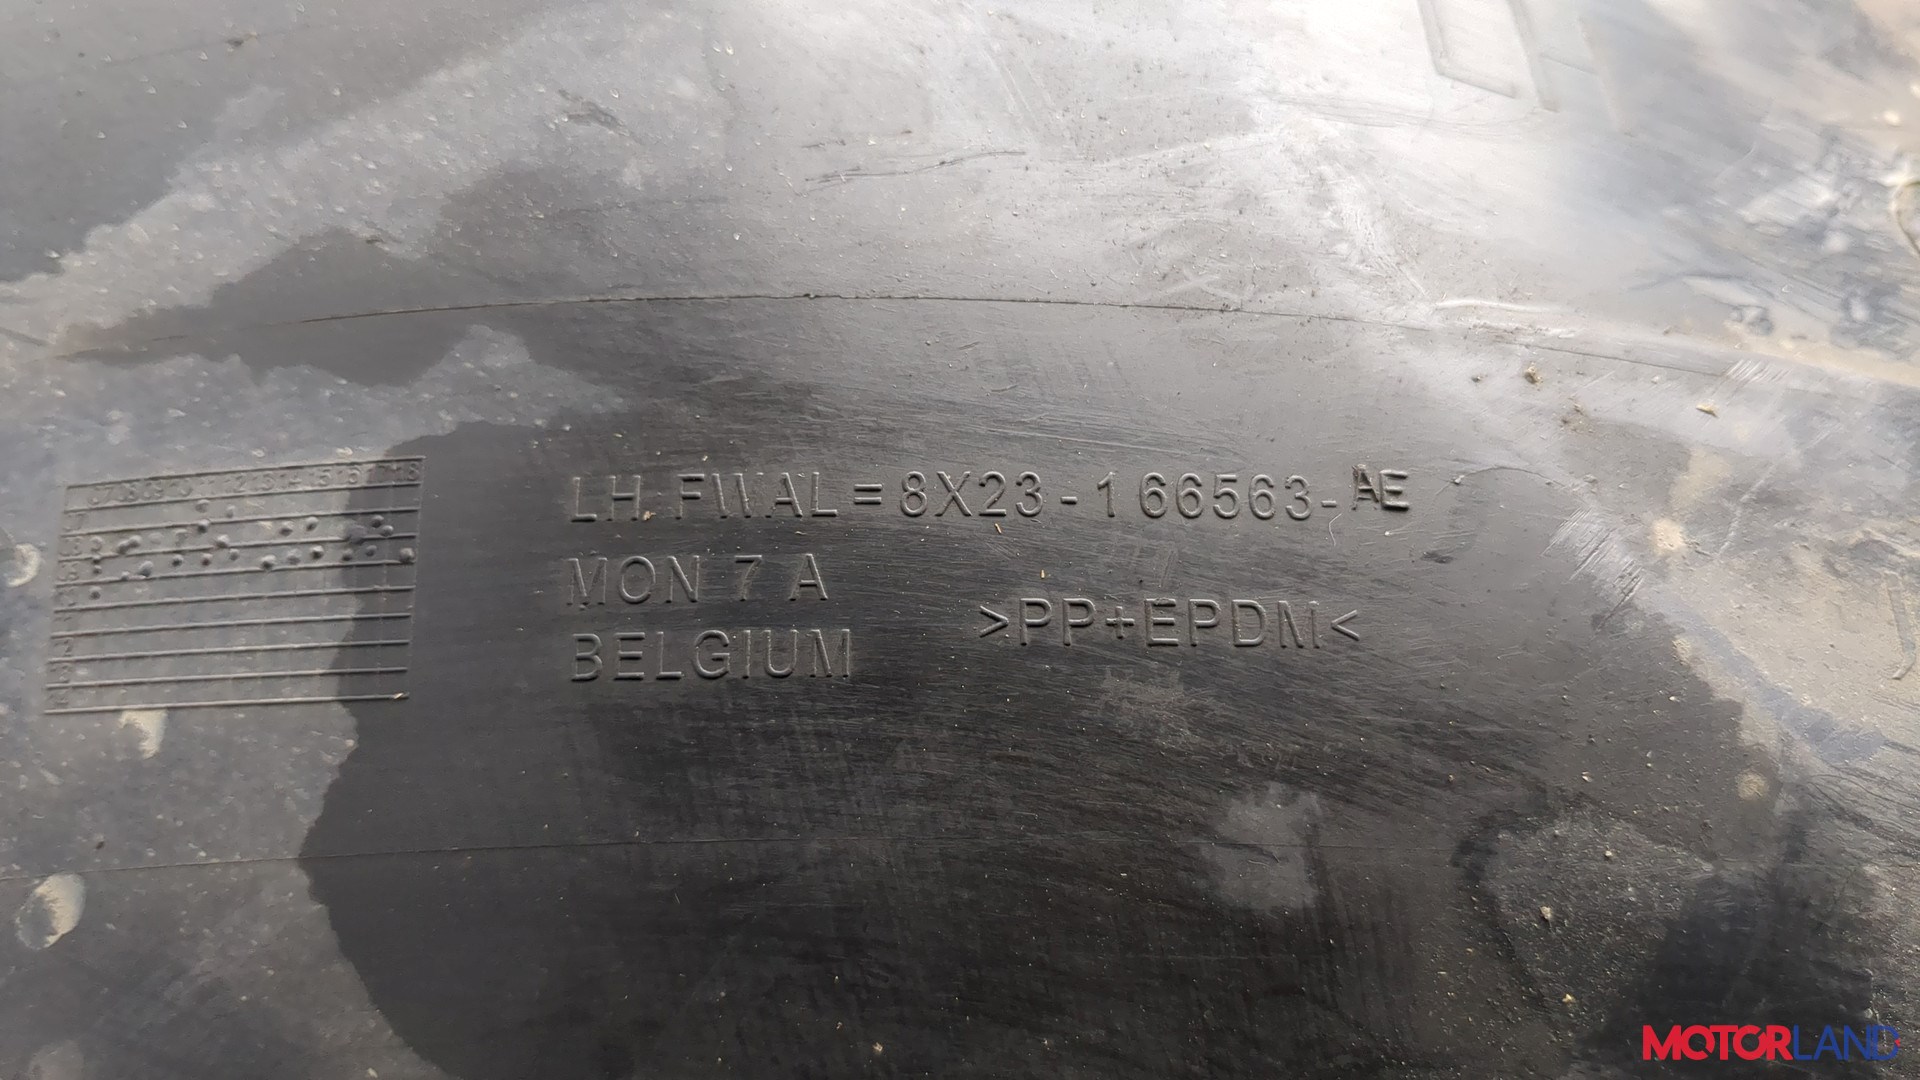 LH FWAL=8X23-166563-AE
MON 7 A
>PP+EPDM<
BELGIUM
MOTORLAND